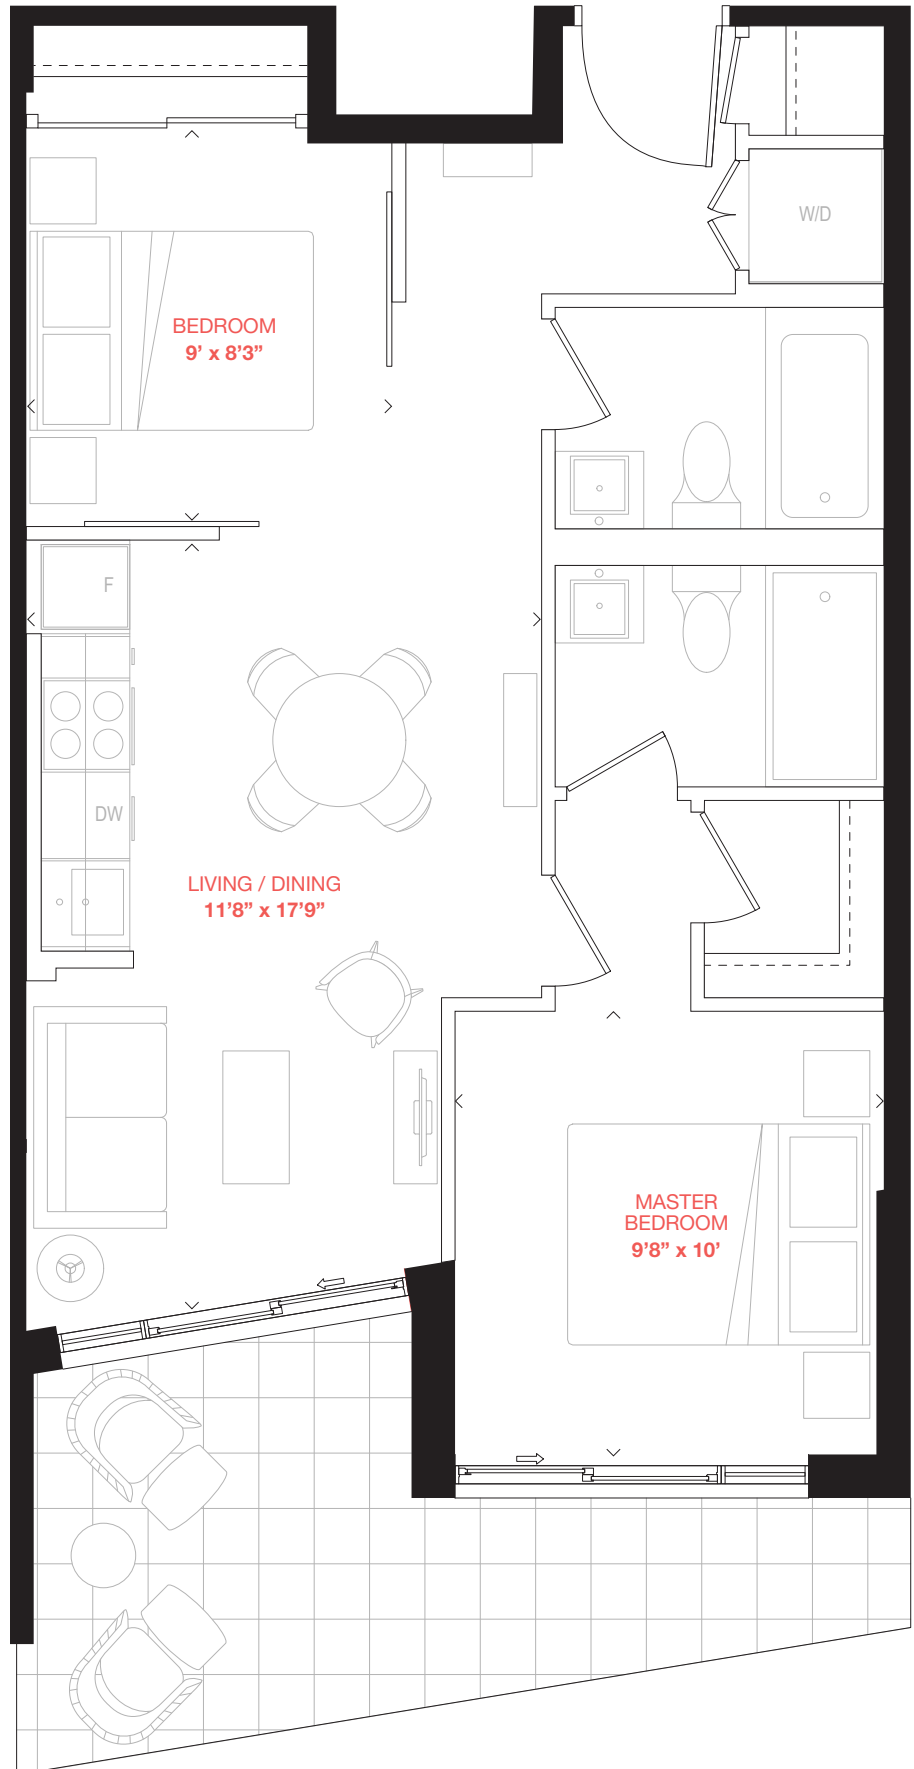 W/D
BEDROOM
9’ x 8’3”
F
DW
LIVING / DINING
11’8” x 17’9”
MASTER
BEDROOM
9’8” x 10’